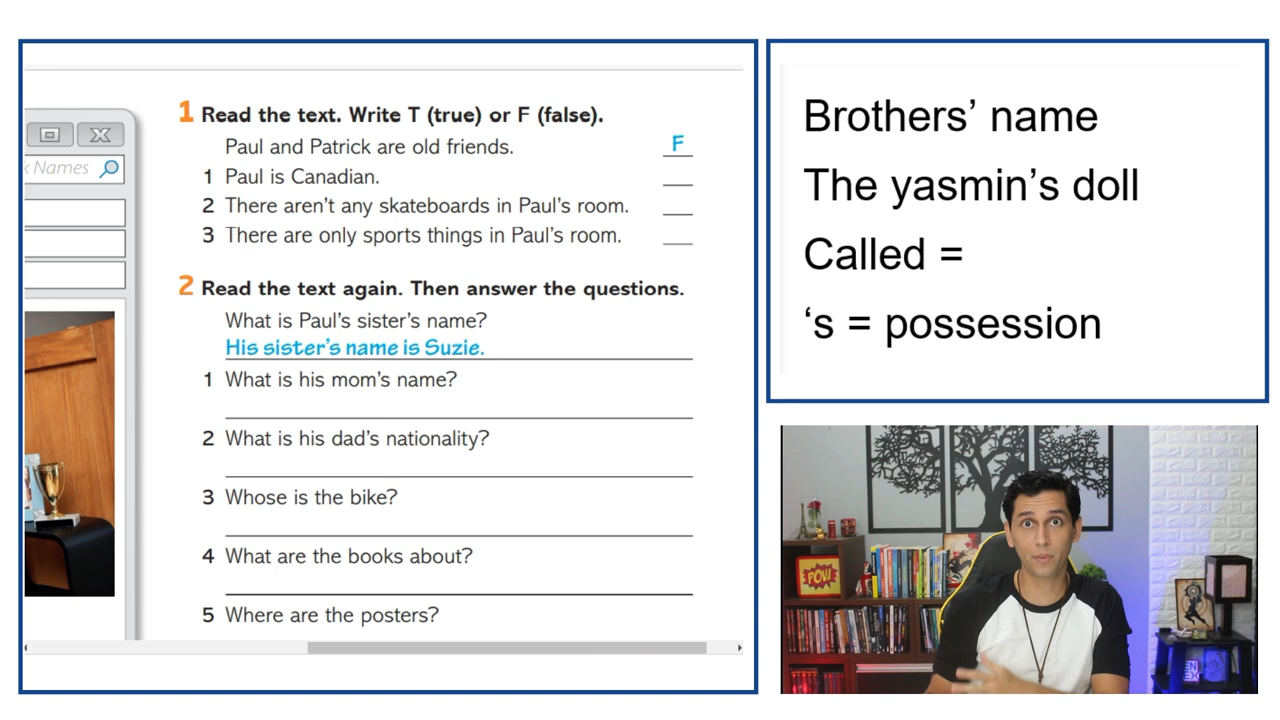 Names
1 Read the text. Write T (true) or F (false).
Paul and Patrick are old friends. F
1 Paul is Canadian.
2 There aren’t any skateboards in Paul’s room.
3 There are only sports things in Paul’s room.
2 Read the text again. Then answer the questions.
What is Paul’s sister’s name?
His sister’s name is Suzie.
1 What is his mom’s name?
2 What is his dad’s nationality?
3 Whose is the bike?
4 What are the books about?
5 Where are the posters?
Brothers’ name
The yasmin’s doll
Called =
‘s = possession
POW